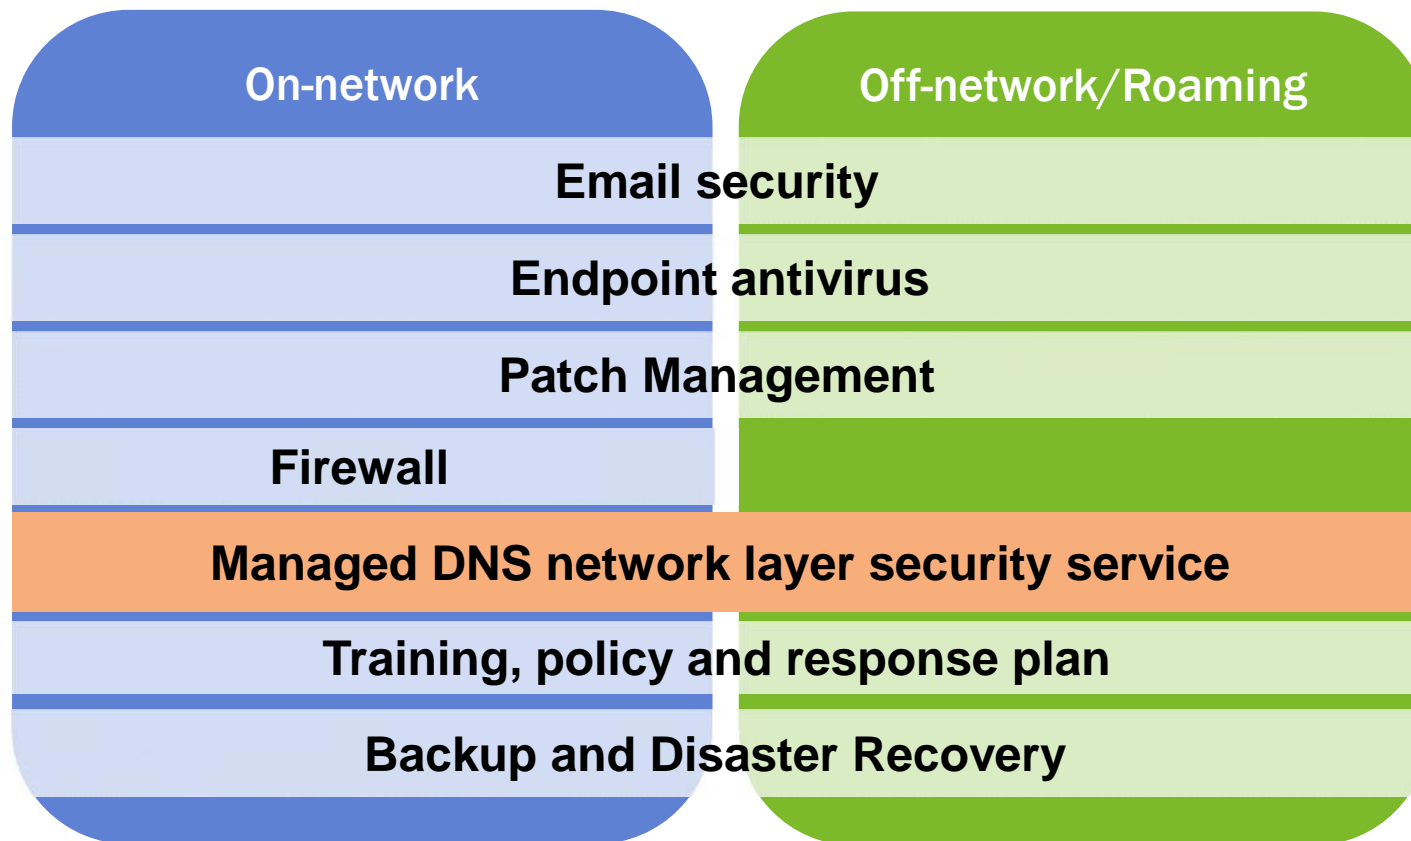 On-network
Off-network/Roaming
Email security
Endpoint antivirus
Patch Management
Firewall
Managed DNS network layer security service
Training, policy and response plan
Backup and Disaster Recovery